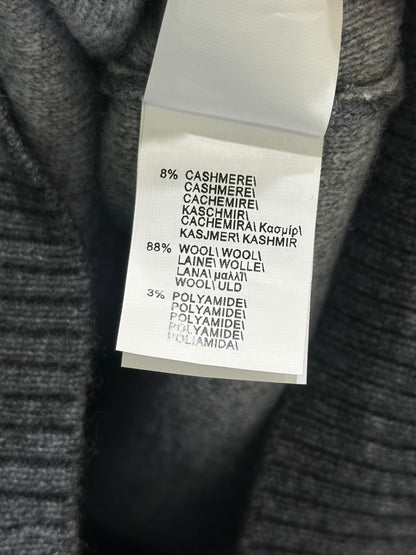 8% CASHMERE\
CASHMERE\
CACHEMIRE\
KASCHMIR\
CACHEMIRA\ Κασμίρ\
KASJMER\ KASHMIR
88% WOOL\ WOOL\
LAINE\ WOLLE\
LANA\ μαλλί\
WOOL\ ULD
3% POLYAMIDE\
POLYAMIDE\
POLYAMIDE\
POLYAMIDE\
POLIAMIDA\